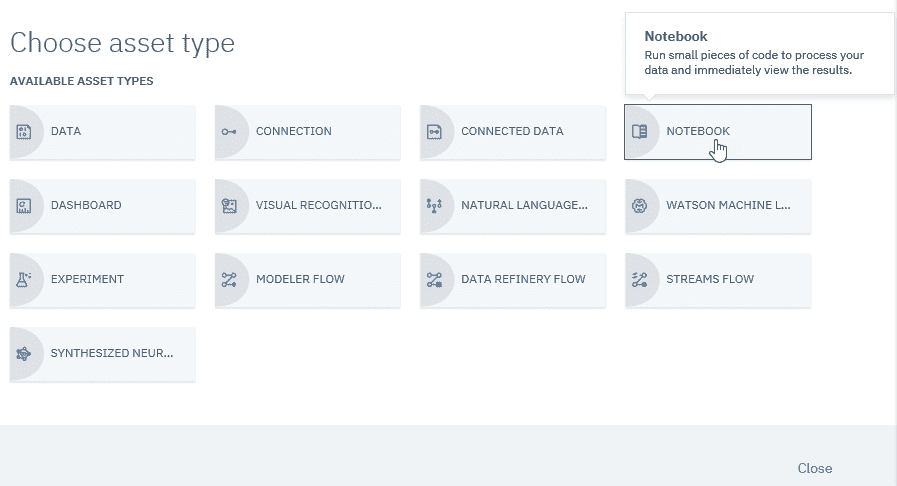 Notebook
Run small pieces of code to process your
data and immediately view the results.
Choose asset type
AVAILABLE ASSET TYPES
DATA
CONNECTION
CONNECTED DATA
NOTEBOOK
DASHBOARD
VISUAL RECOGNITIO...
NATURAL LANGUAGE...
WATSON MACHINE L...
EXPERIMENT
MODELER FLOW
DATA REFINERY FLOW
STREAMS FLOW
SYNTHESIZED NEUR...
Close